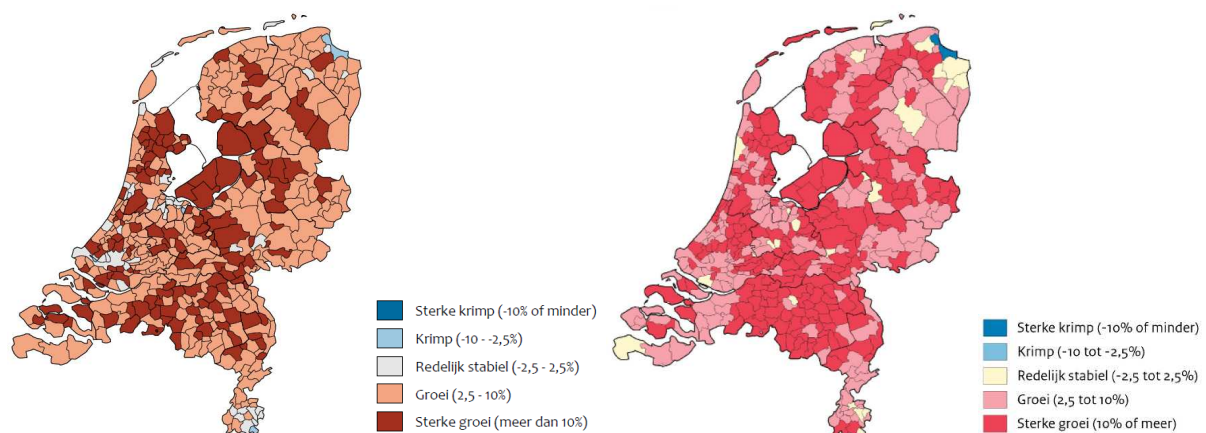 Sterke krimp (-10% of minder)
Krimp (-10 - -2,5%)
Redelijk stabiel (-2,5 - 2,5%)
Groei (2,5 - 10%)
Sterke groei (meer dan 10%)
Sterke krimp (-10% of minder)
Krimp (-10 tot -2,5%)
Redelijk stabiel (-2,5 tot 2,5%)
Groei (2,5 tot 10%)
Sterke groei (10% of meer)